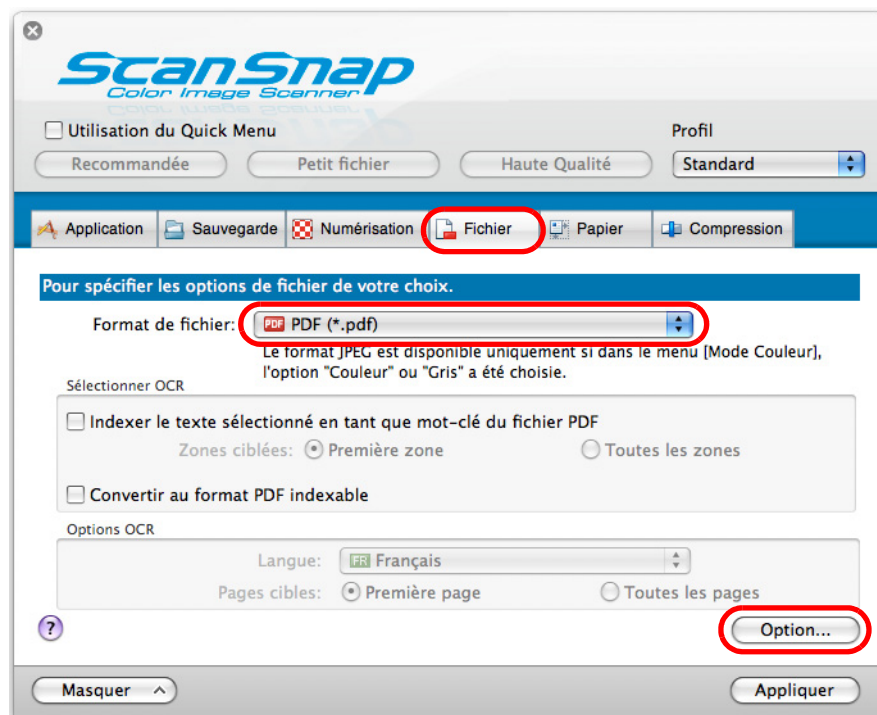 ScanSnap
Color Image Scanner
Utilisation du Quick Menu
Profil
Recommandée
Petit fichier
Haute Qualité
Standard
Application
Sauvegarde
Numérisation
Fichier
Papier
Compression
Pour spécifier les options de fichier de votre choix.
Format de fichier:
PDF
PDF (*.pdf)
Le format JPEG est disponible uniquement si dans le menu [Mode Couleur],
l'option "Couleur" ou "Gris" a été choisie.
Sélectionner OCR
Indexer le texte sélectionné en tant que mot-clé du fichier PDF
Zones ciblées:
Première zone
Toutes les zones
Convertir au format PDF indexable
Options OCR
Langue:
FR
Français
Pages cibles:
Première page
Toutes les pages
?
Option...
Masquer
Appliquer